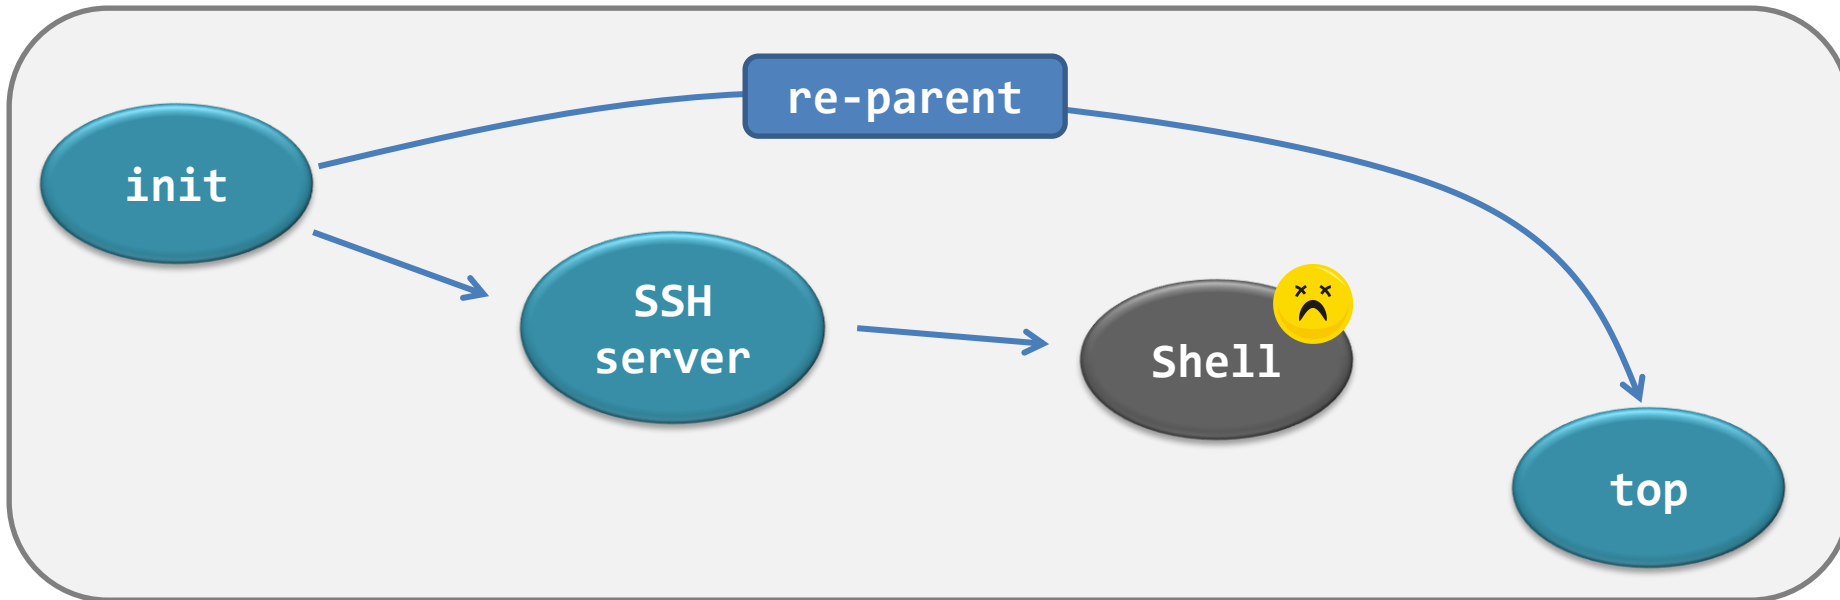 re-parent
init
SSH
server
Shell
top